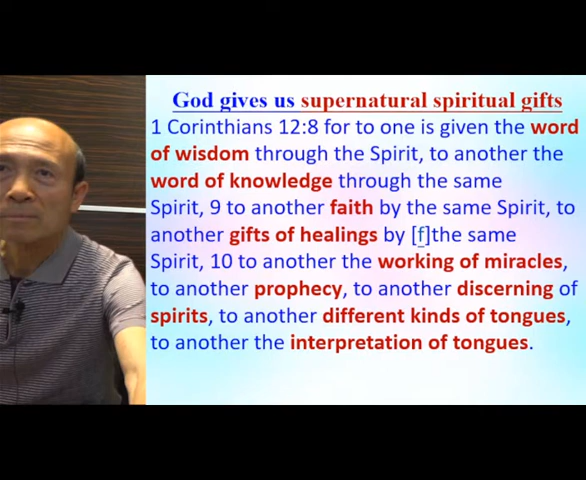 God gives us supernatural spiritual gifts
1 Corinthians 12:8 for to one is given the word
of wisdom through the Spirit, to another the
word of knowledge through the same
Spirit, 9 to another faith by the same Spirit, to
another gifts of healings by [f]the same
Spirit, 10 to another the working of miracles,
to another prophecy, to another discerning of
spirits, to another different kinds of tongues,
to another the interpretation of tongues.